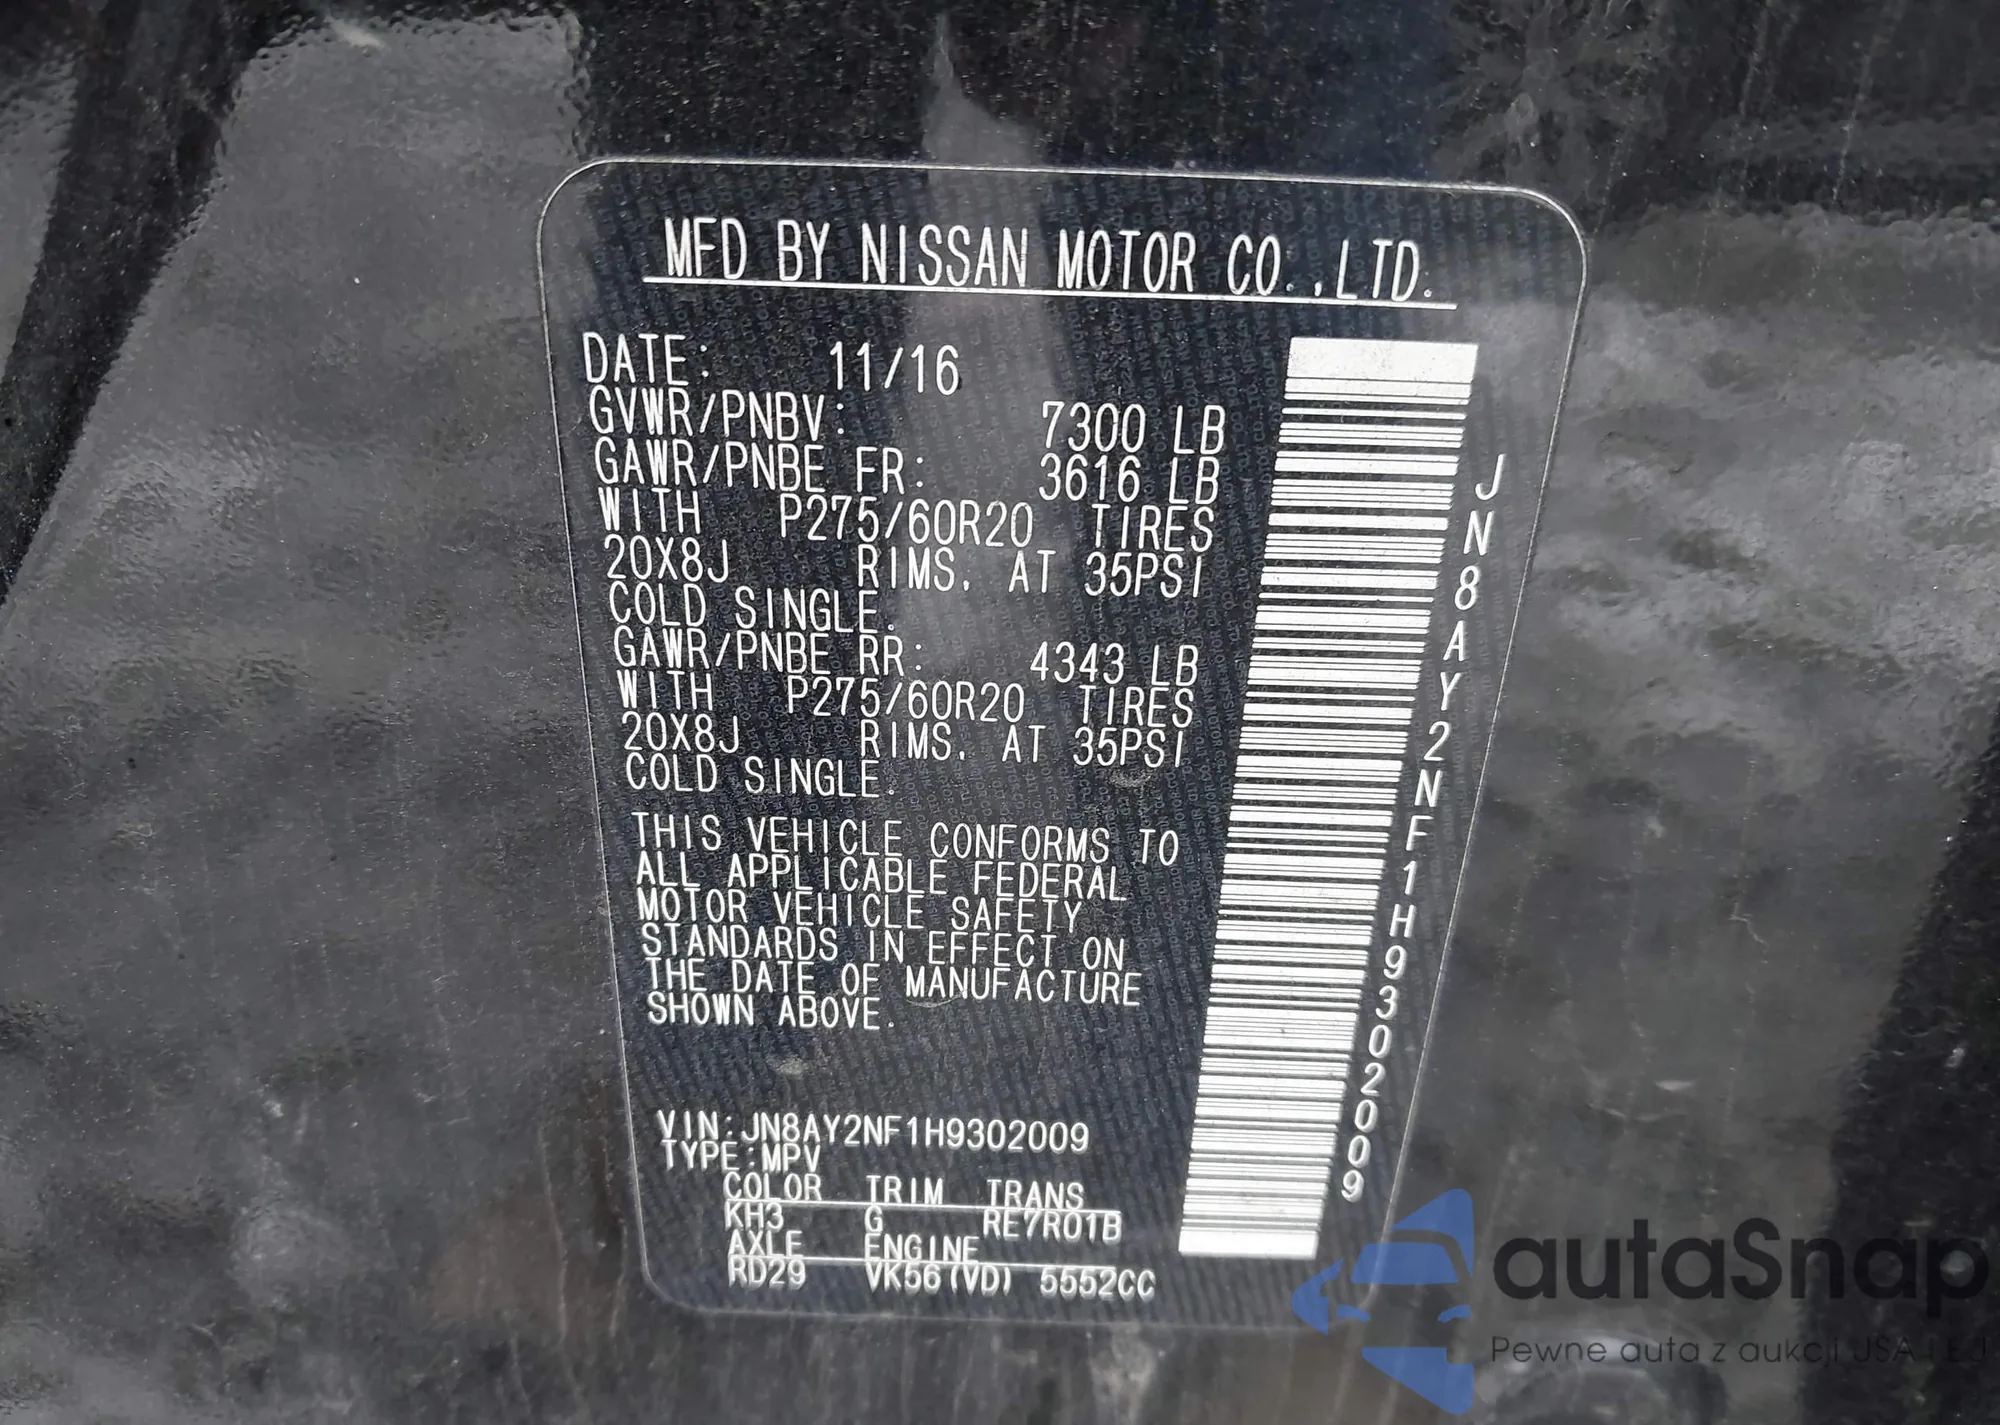 MFD BY NISSAN MOTOR CO.,LTD.
DATE: 11/16
GVWR/PNBV: 7300 LB
GAWR/PNBE FR: 3616 LB
WITH P275/60R20 TIRES
20X8J RIMS. AT 35PSI
COLD SINGLE.
GAWR/PNBE RR: 4343 LB
WITH P275/60R20 TIRES
20X8J RIMS. AT 35PSI
COLD SINGLE.
THIS VEHICLE CONFORMS TO
ALL APPLICABLE FEDERAL
MOTOR VEHICLE SAFETY
STANDARDS IN EFFECT ON
THE DATE OF MANUFACTURE
SHOWN ABOVE.
VIN:JN8AY2NF1H9302009
TYPE:MPV
COLOR TRIM TRANS
KH3 G RE7R01B
AXLE ENGINE
RD29 VK56(VD) 5552CC
JN8AY2NF1H9302009
autaSnap
Pewne auta z aukcji USA i EU